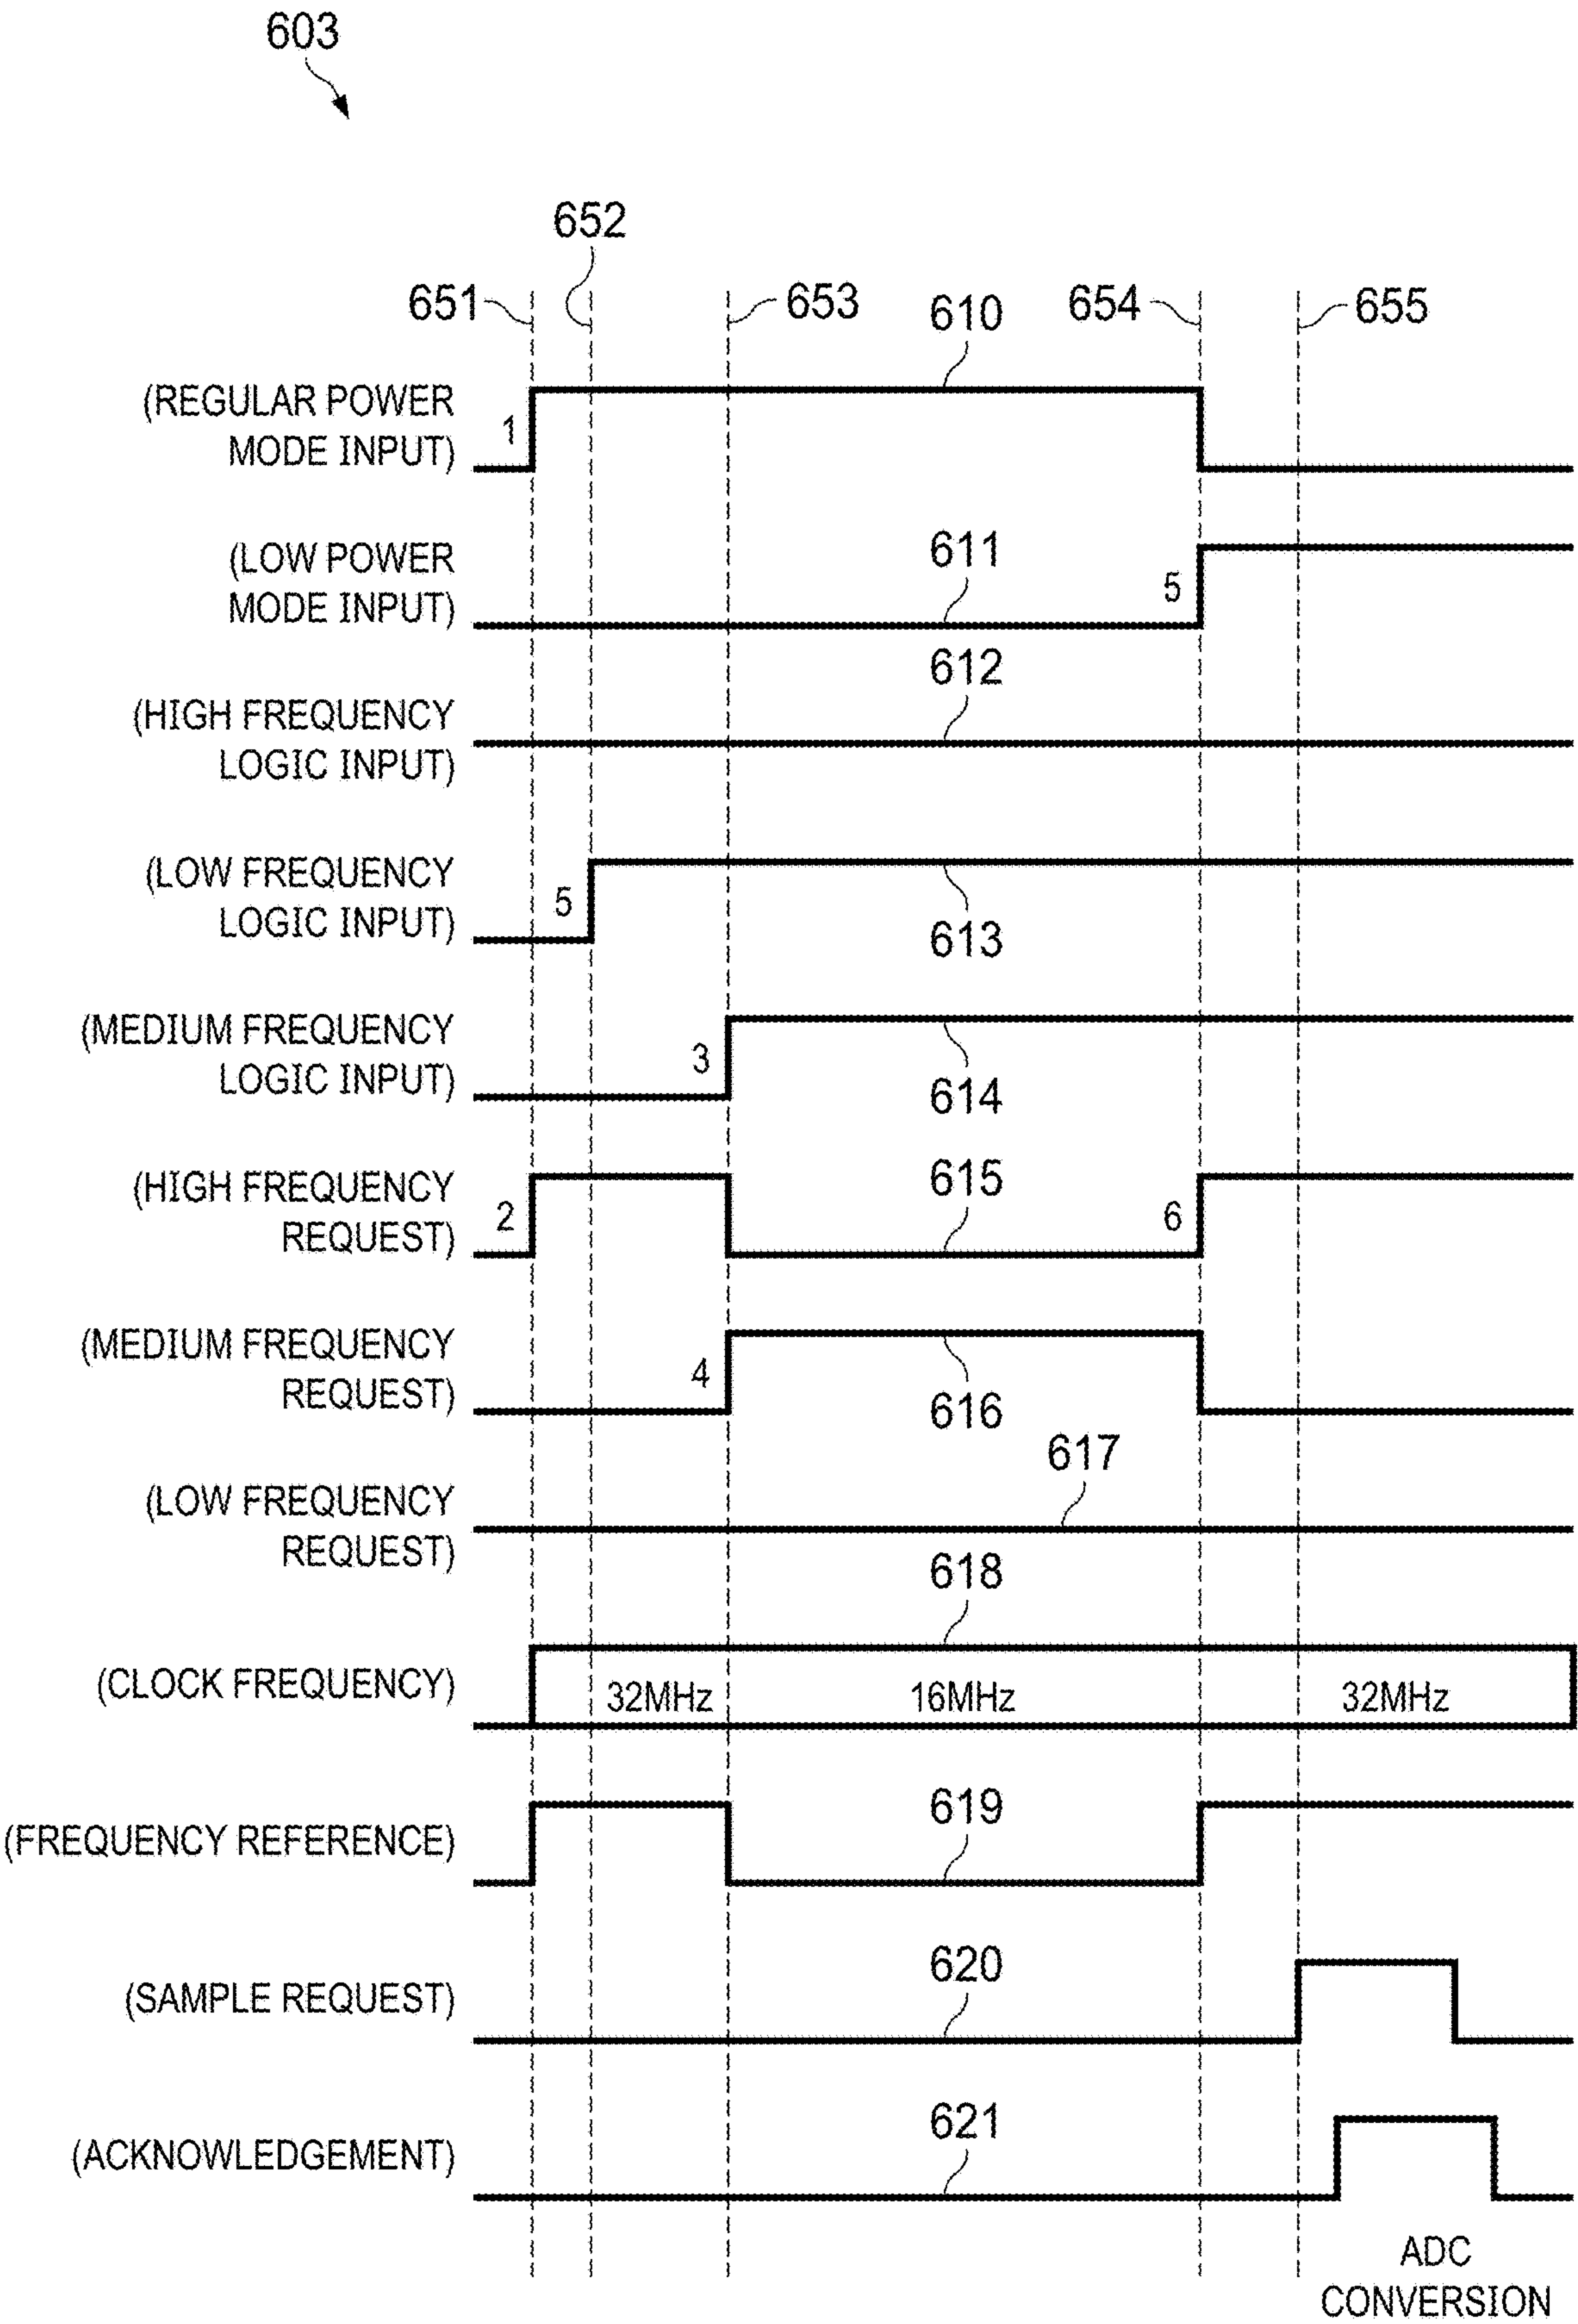 603
652
651
653
610
654
655
(REGULAR POWER
MODE INPUT)
1
(LOW POWER
MODE INPUT)
611
5
(HIGH FREQUENCY
LOGIC INPUT)
612
(LOW FREQUENCY
LOGIC INPUT)
5
613
(MEDIUM FREQUENCY
LOGIC INPUT)
3
614
(HIGH FREQUENCY
REQUEST)
2
615
6
(MEDIUM FREQUENCY
REQUEST)
4
616
(LOW FREQUENCY
REQUEST)
617
618
(CLOCK FREQUENCY)
32MHz
16MHz
32MHz
(FREQUENCY REFERENCE)
619
(SAMPLE REQUEST)
620
(ACKNOWLEDGEMENT)
621
ADC
CONVERSION